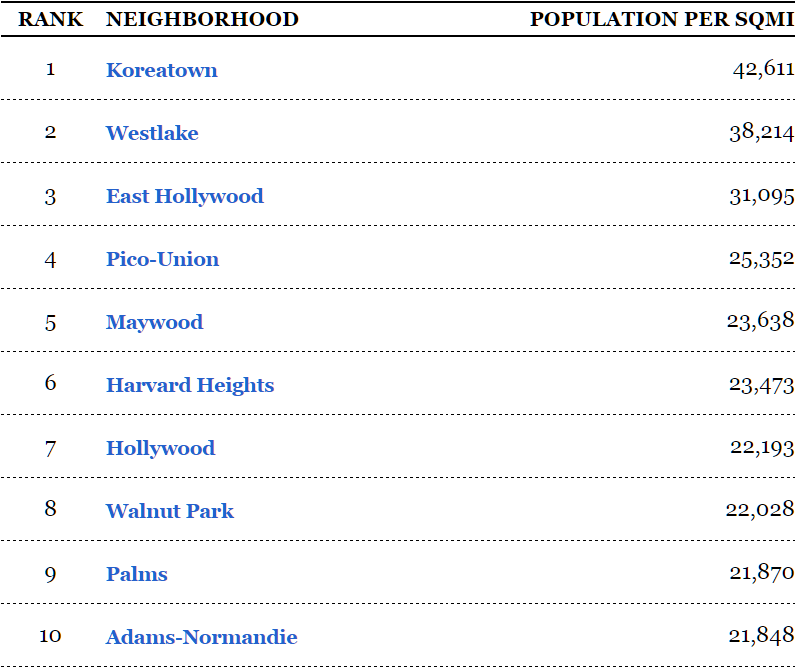 RANK NEIGHBORHOOD POPULATION PER SQMI
1 Koreatown 42,611
2 Westlake 38,214
3 East Hollywood 31,095
4 Pico-Union 25,352
5 Maywood 23,638
6 Harvard Heights 23,473
7 Hollywood 22,193
8 Walnut Park 22,028
9 Palms 21,870
10 Adams-Normandie 21,848